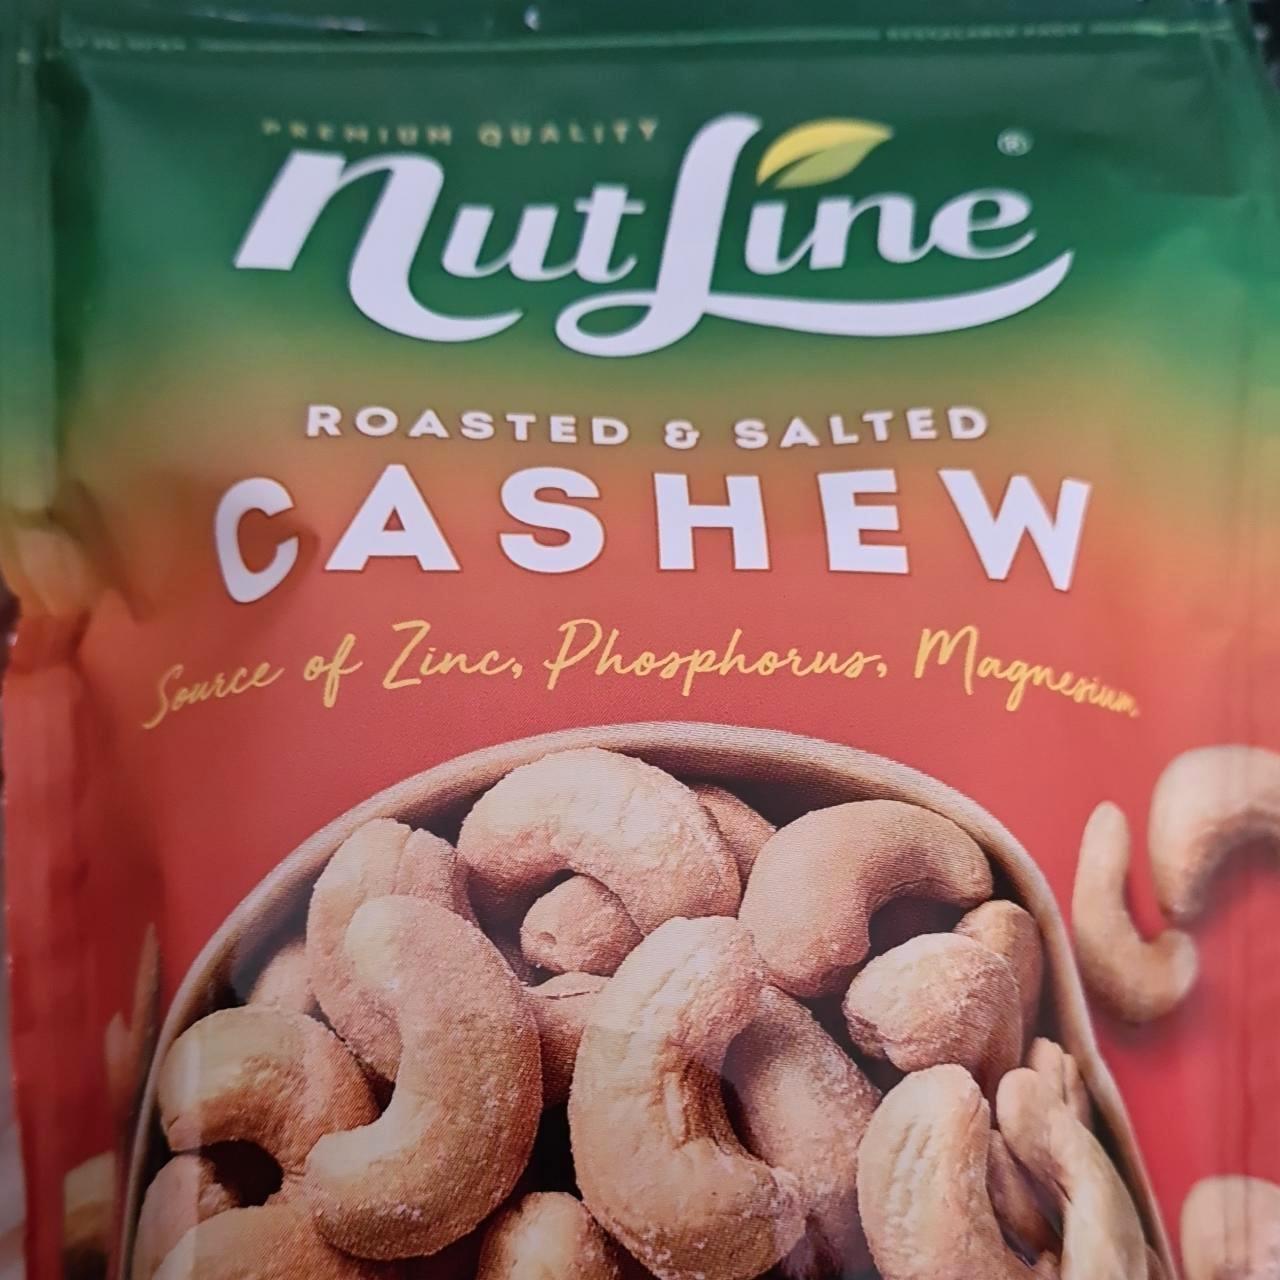 PREMIUM QUALITY
nutLine ®
ROASTED & SALTED
CASHEW
Source of Zinc, Phosphorus, Magnesium